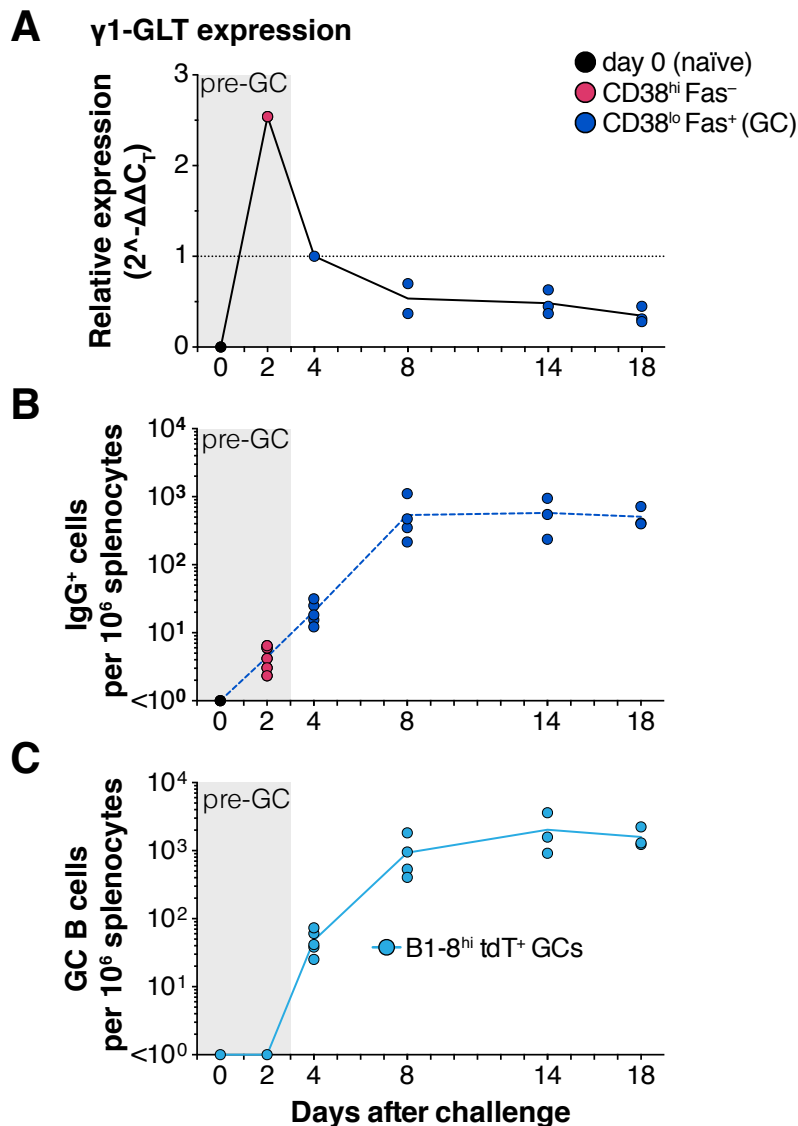 A γ1-GLT expression
day 0 (naïve)
CD38hi Fas–
CD38lo Fas+ (GC)
pre-GC
Relative expression
(2^-ΔΔCT)
3
2
1
0
0 2 4 8 14 18
B
pre-GC
IgG+ cells
per 10⁶ splenocytes
10⁴
10³
10²
10¹
<10⁰
0 2 4 8 14 18
C
pre-GC
GC B cells
per 10⁶ splenocytes
10⁴
10³
10²
10¹
<10⁰
B1-8hi tdT+ GCs
0 2 4 8 14 18
Days after challenge